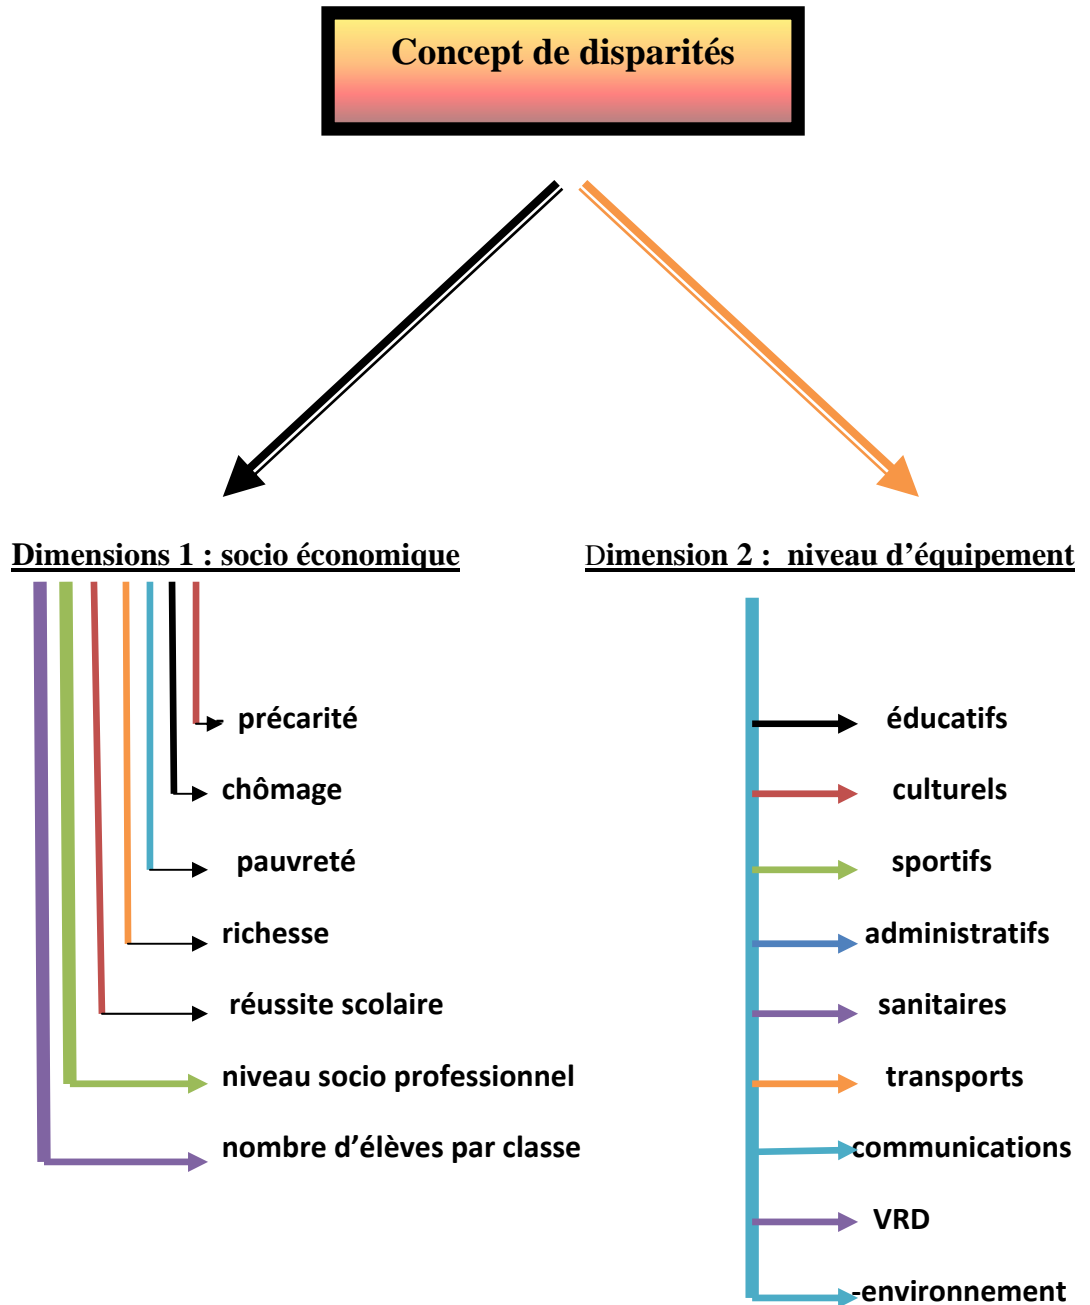 Concept de disparités
Dimensions 1 : socio économique
précarité
chômage
pauvreté
richesse
réussite scolaire
niveau socio professionnel
nombre d’élèves par classe
Dimension 2 : niveau d’équipement
éducatifs
culturels
sportifs
administratifs
sanitaires
transports
communications
VRD
-environnement